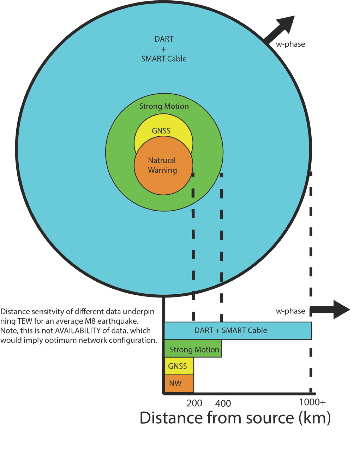 w-phase
DART
+
SMART Cable
Strong Motion
GNSS
Natrural
Warning
Distance sensitvity of different data underpin
ning TEW for an average M8 earthquake.
Note, this is not AVAILABILITY of data, which
would imply optimum network configuration.
w-phase
DART + SMART Cable
Strong Motion
GNSS
NW
200 400 1000+
Distance from source (km)